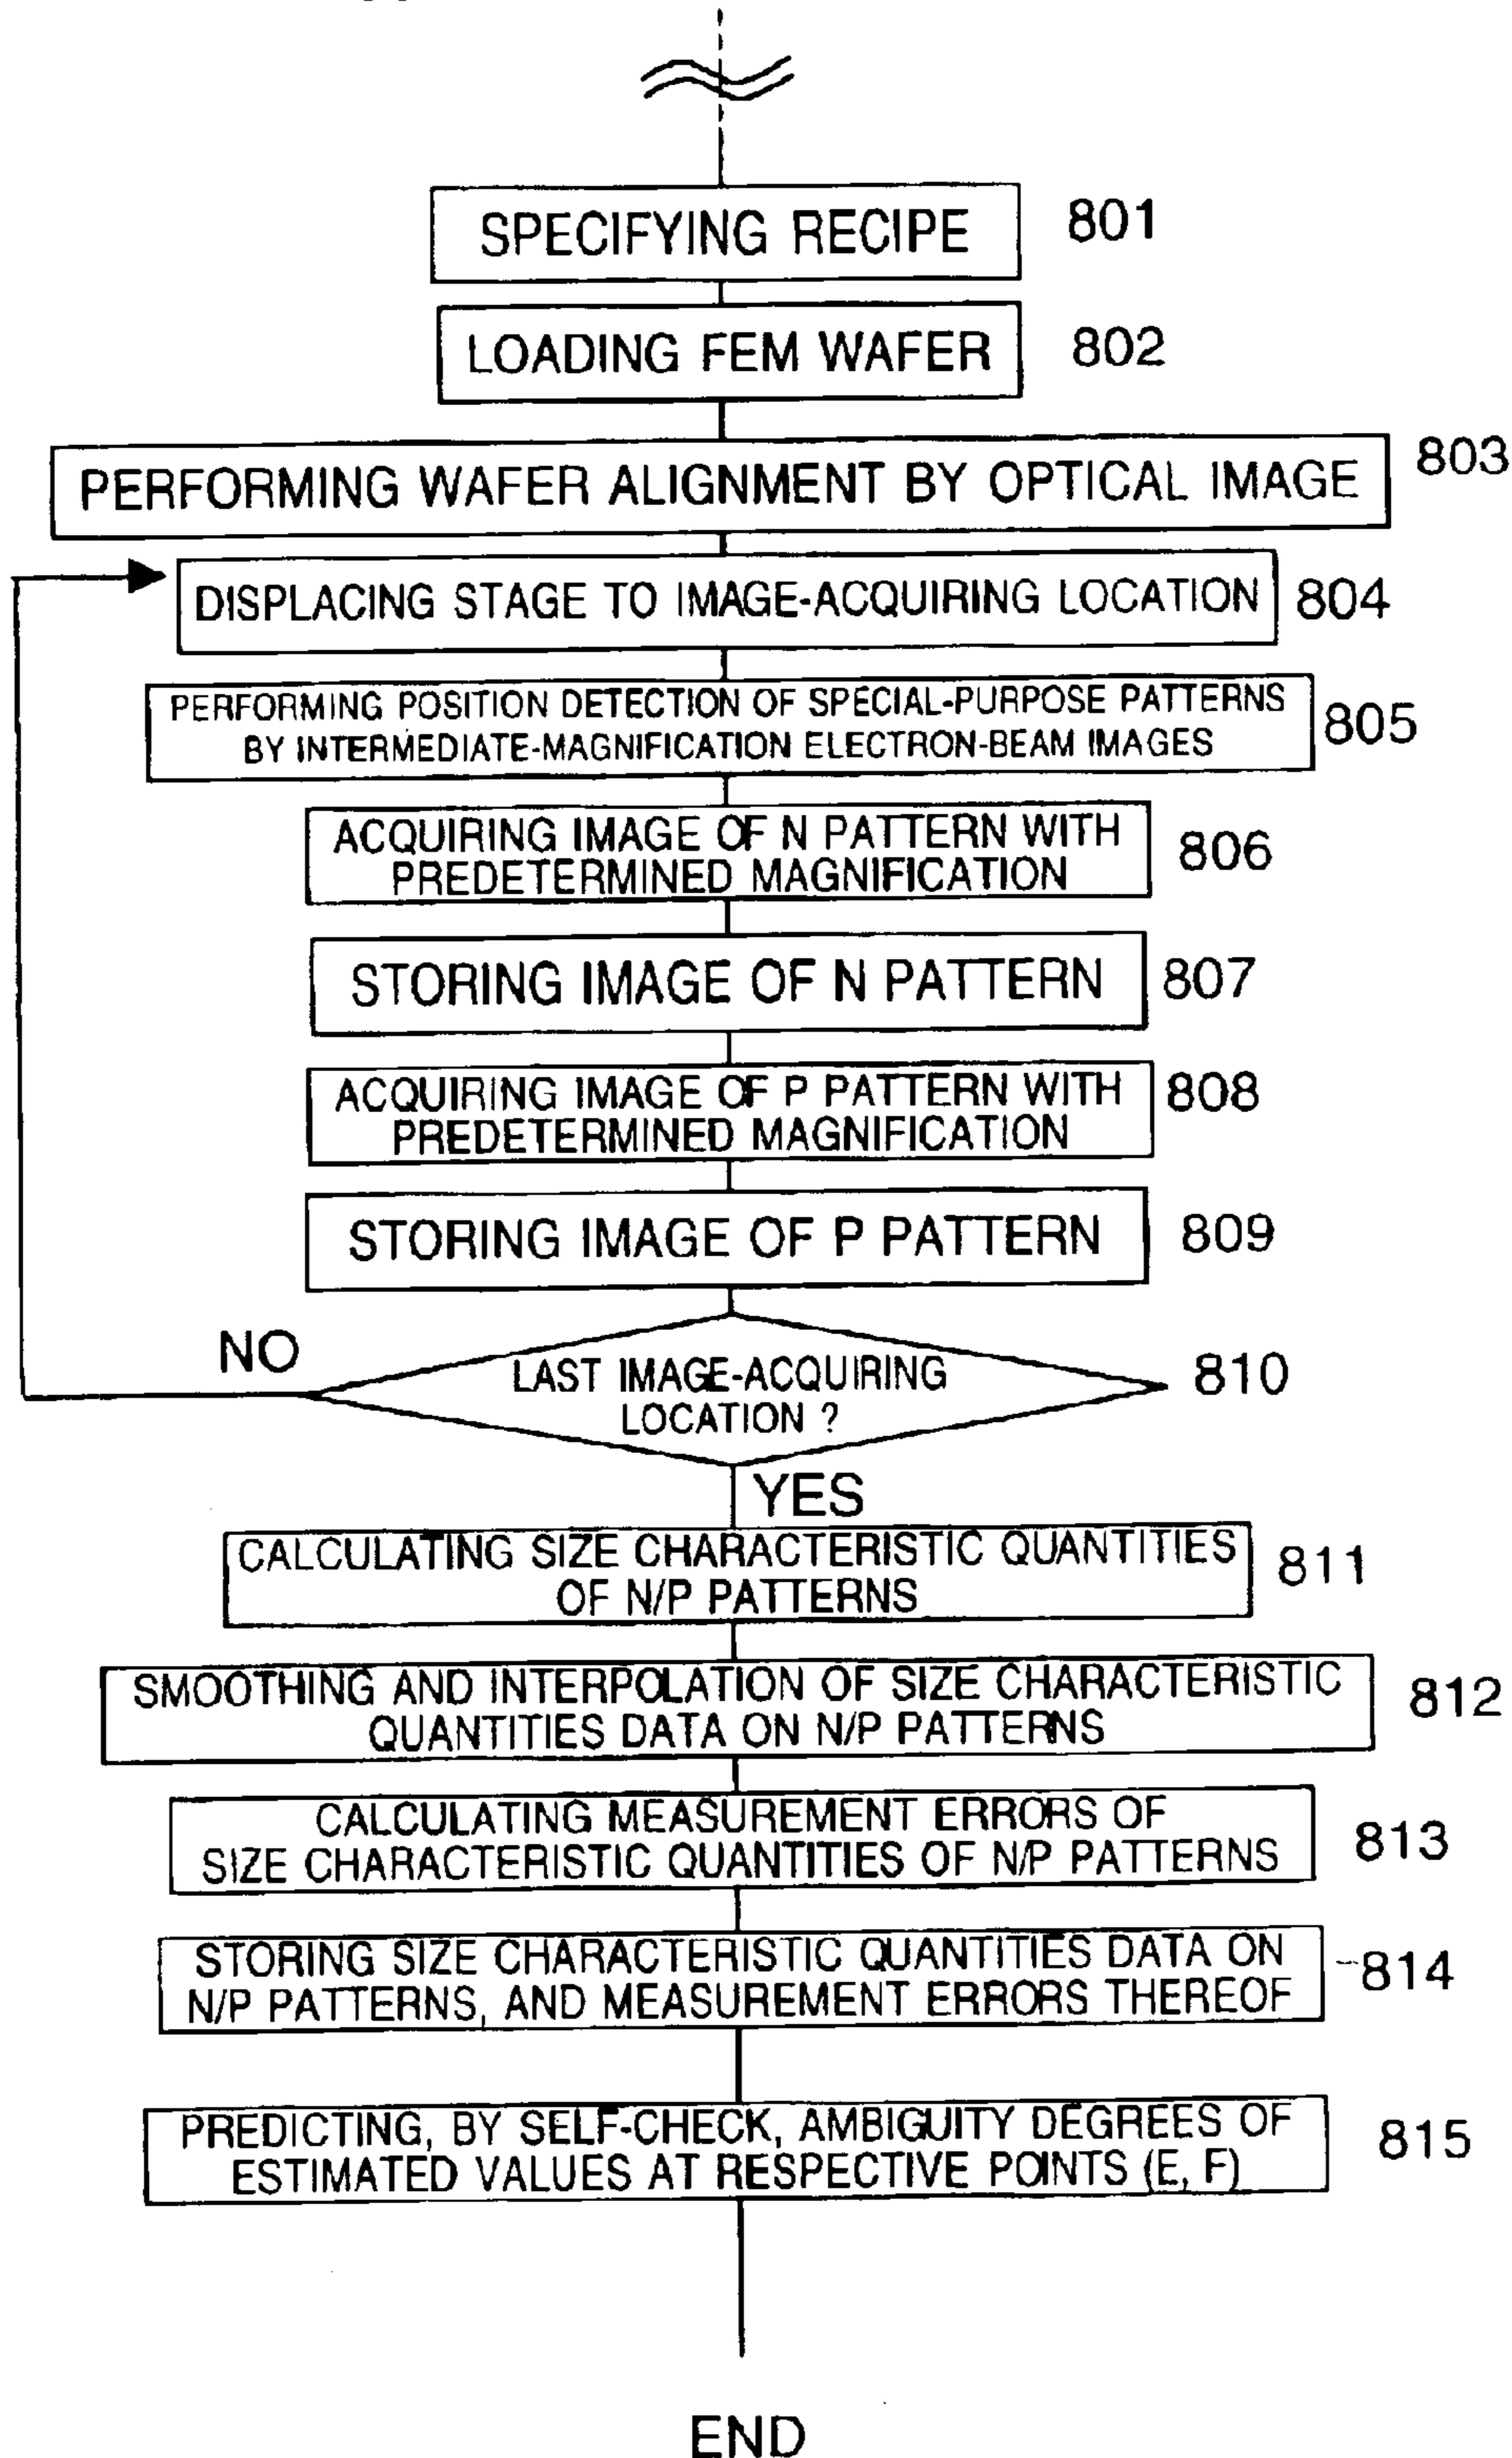 SPECIFYING RECIPE 801
LOADING FEM WAFER 802
PERFORMING WAFER ALIGNMENT BY OPTICAL IMAGE 803
DISPLACING STAGE TO IMAGE-ACQUIRING LOCATION 804
PERFORMING POSITION DETECTION OF SPECIAL-PURPOSE PATTERNS
BY INTERMEDIATE-MAGNIFICATION ELECTRON-BEAM IMAGES 805
ACQUIRING IMAGE OF N PATTERN WITH
PREDETERMINED MAGNIFICATION 806
STORING IMAGE OF N PATTERN 807
ACQUIRING IMAGE OF P PATTERN WITH
PREDETERMINED MAGNIFICATION 808
STORING IMAGE OF P PATTERN 809
NO
LAST IMAGE-ACQUIRING
LOCATION ? 810
YES
CALCULATING SIZE CHARACTERISTIC QUANTITIES
OF N/P PATTERNS 811
SMOOTHING AND INTERPOLATION OF SIZE CHARACTERISTIC
QUANTITIES DATA ON N/P PATTERNS 812
CALCULATING MEASUREMENT ERRORS OF
SIZE CHARACTERISTIC QUANTITIES OF N/P PATTERNS 813
STORING SIZE CHARACTERISTIC QUANTITIES DATA ON
N/P PATTERNS, AND MEASUREMENT ERRORS THEREOF 814
PREDICTING, BY SELF-CHECK, AMBIGUITY DEGREES OF
ESTIMATED VALUES AT RESPECTIVE POINTS (E, F) 815
END